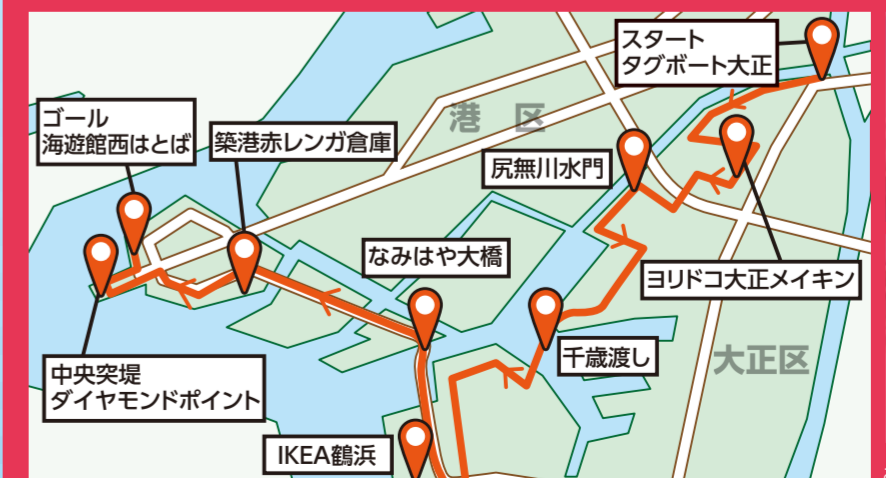 スタート
タグボート大正
港区
ゴール
海遊館西はとば
築港赤レンガ倉庫
尻無川水門
なみはや大橋
ヨリドコ大正メイキン
千歳渡し
大正区
中央突堤
ダイヤモンドポイント
IKEA鶴浜